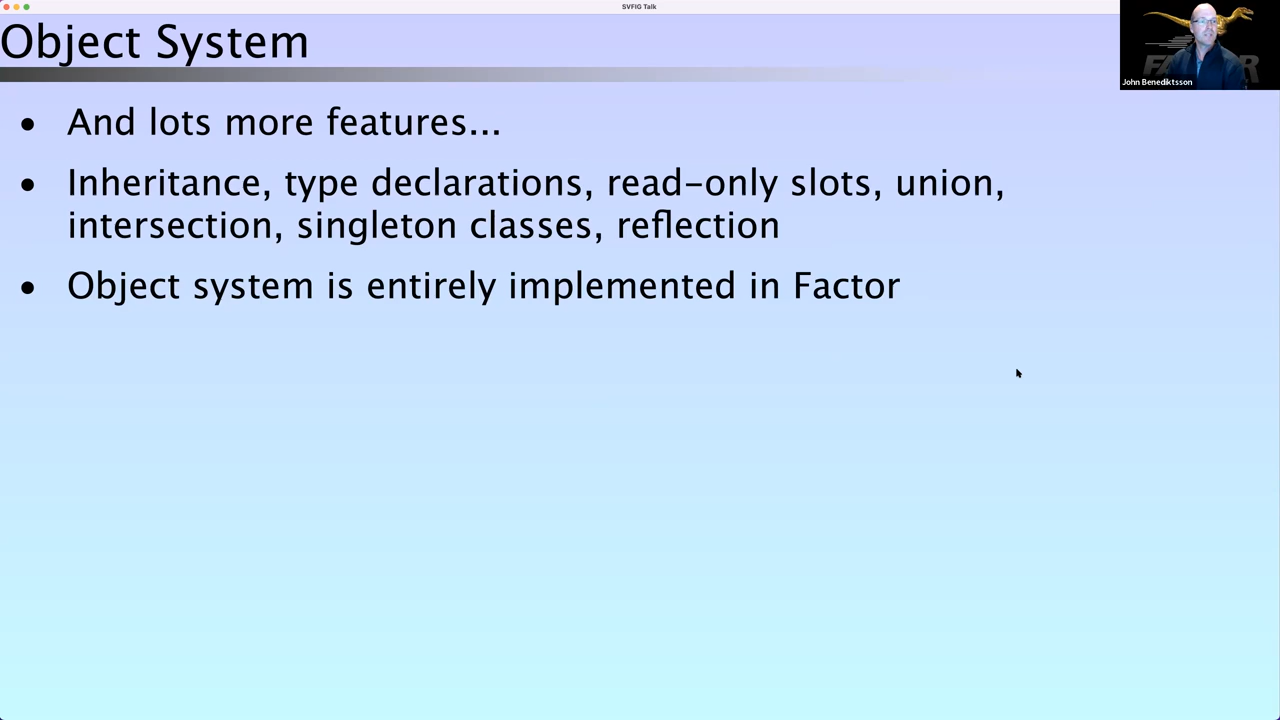 SVFIG Talk
Object System
• And lots more features...
• Inheritance, type declarations, read-only slots, union,
intersection, singleton classes, reflection
• Object system is entirely implemented in Factor
John Benediktsson